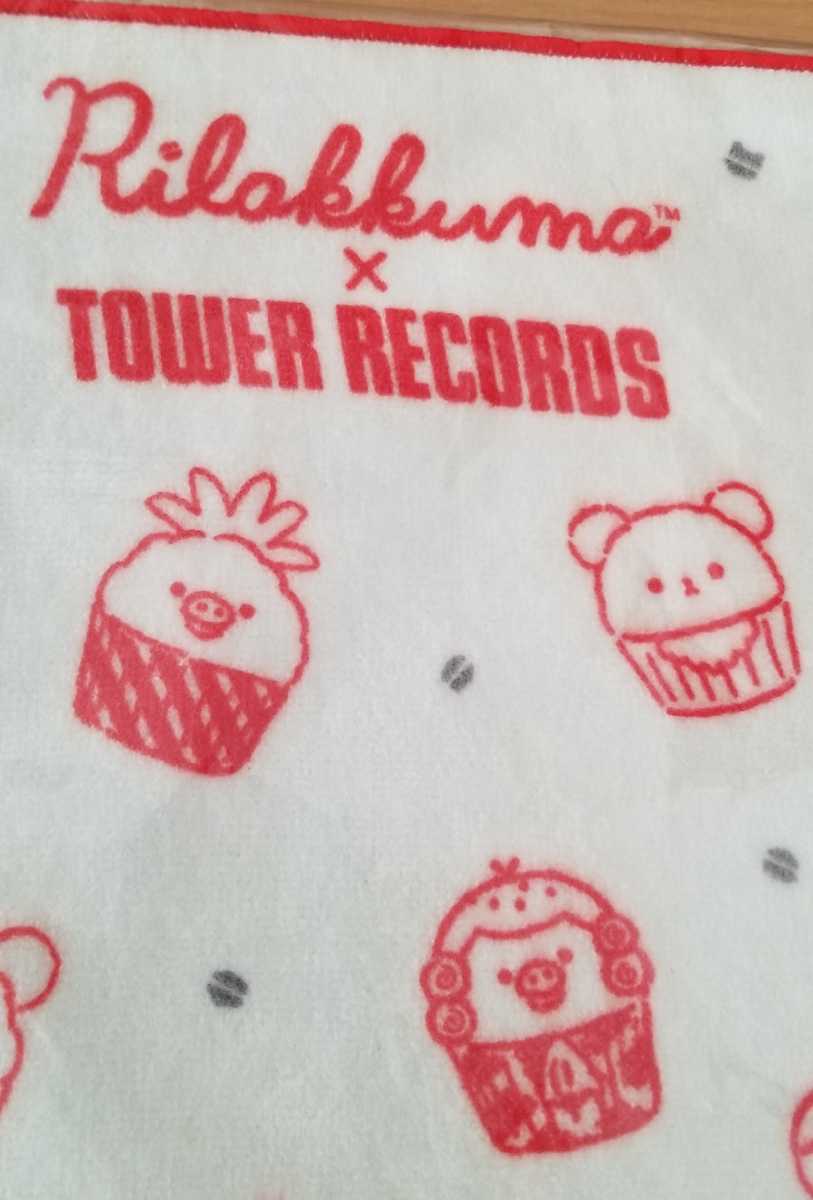 Rilakkuma™
×
TOWER RECORDS